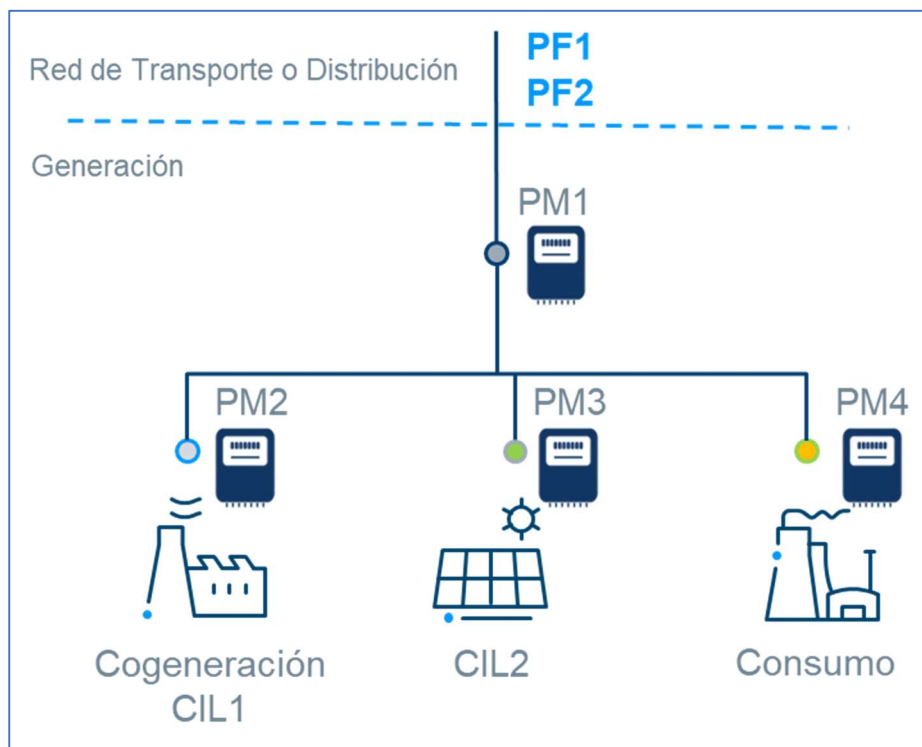 PF1
Red de Transporte o Distribución
PF2
Generación
PM1
PM2
PM3
PM4
Cogeneración
CIL1
CIL2
Consumo